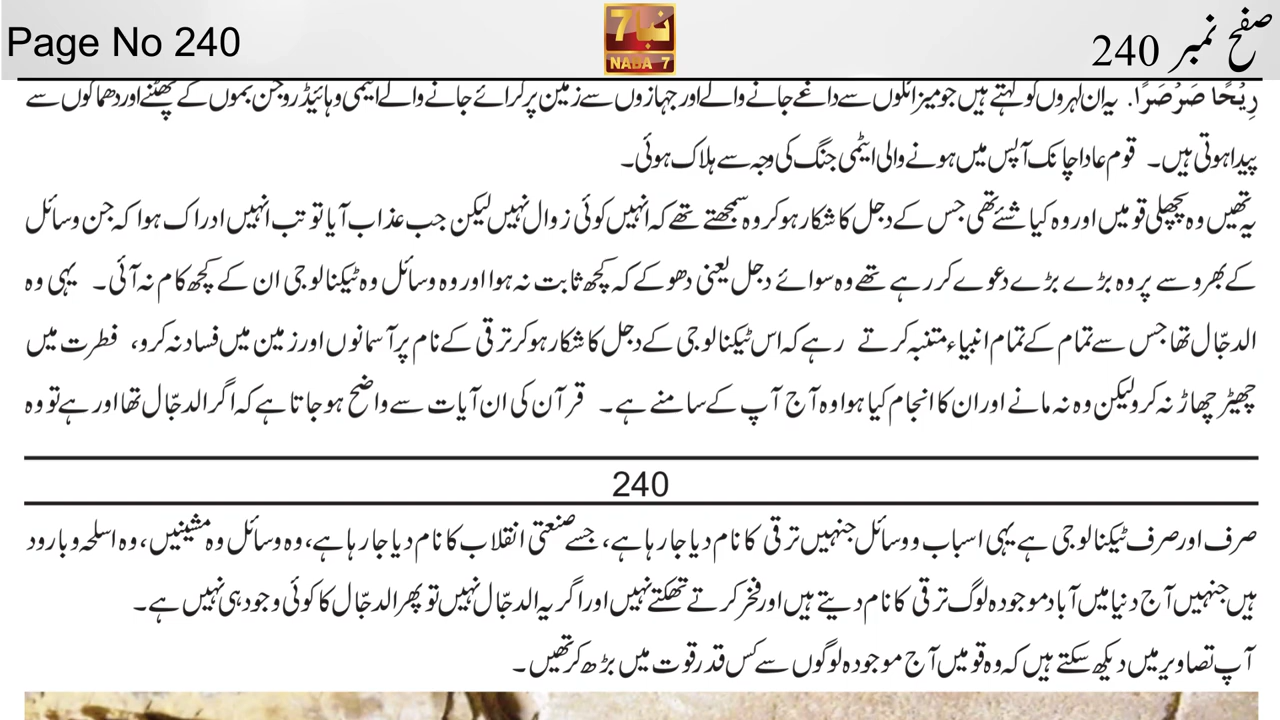 Page No 240
نبا 7
NABA 7
صفحہ نمبر 240
رِيْحًا صَرْصَرًا. یہ ان لہروں کو کہتے ہیں جو میزائلوں سے داغے جانے والے اور جہازوں سے زمین پر گرائے جانے والے ایٹمی و ہائیڈروجن بموں کے پھٹنے اور دھماکوں سے
پیدا ہوتی ہیں۔ قوم عاد اچانک آپس میں ہونے والی ایٹمی جنگ کی وجہ سے ہلاک ہوئی۔
یہ تھیں وہ پچھلی قومیں اور وہ کیا شئے تھی جس کے دجل کا شکار ہو کر وہ سمجھتے تھے کہ انہیں کوئی زوال نہیں لیکن جب عذاب آیا تو تب انہیں ادراک ہوا کہ جن وسائل
کے بھروسے پر وہ بڑے بڑے دعوے کر رہے تھے وہ سوائے دجل یعنی دھوکے کہ کچھ ثابت نہ ہوا اور وہ وسائل وہ ٹیکنالوجی ان کے کچھ کام نہ آئی۔ یہی وہ
الدجّال تھا جس سے تمام کے تمام انبیاء متنبہ کرتے رہے کہ اس ٹیکنالوجی کے دجل کا شکار ہو کر ترقی کے نام پر آسمانوں اور زمین میں فساد نہ کرو، فطرت میں
چھیڑ چھاڑ نہ کرو لیکن وہ نہ مانے اور ان کا انجام کیا ہوا وہ آج آپ کے سامنے ہے۔ قرآن کی ان آیات سے واضح ہو جاتا ہے کہ اگر الدجّال تھا اور ہے تو وہ
240
صرف اور صرف ٹیکنالوجی ہے یہی اسباب و وسائل جنہیں ترقی کا نام دیا جا رہا ہے، جسے صنعتی انقلاب کا نام دیا جا رہا ہے، وہ وسائل وہ مشینیں، وہ اسلحہ و بارود
ہیں جنہیں آج دنیا میں آباد موجودہ لوگ ترقی کا نام دیتے ہیں اور فخر کرتے تھکتے نہیں اور اگر یہ الدجّال نہیں تو پھر الدجّال کا کوئی وجود ہی نہیں ہے۔
آپ تصاویر میں دیکھ سکتے ہیں کہ وہ قومیں آج موجودہ لوگوں سے کس قدر قوت میں بڑھ کر تھیں۔